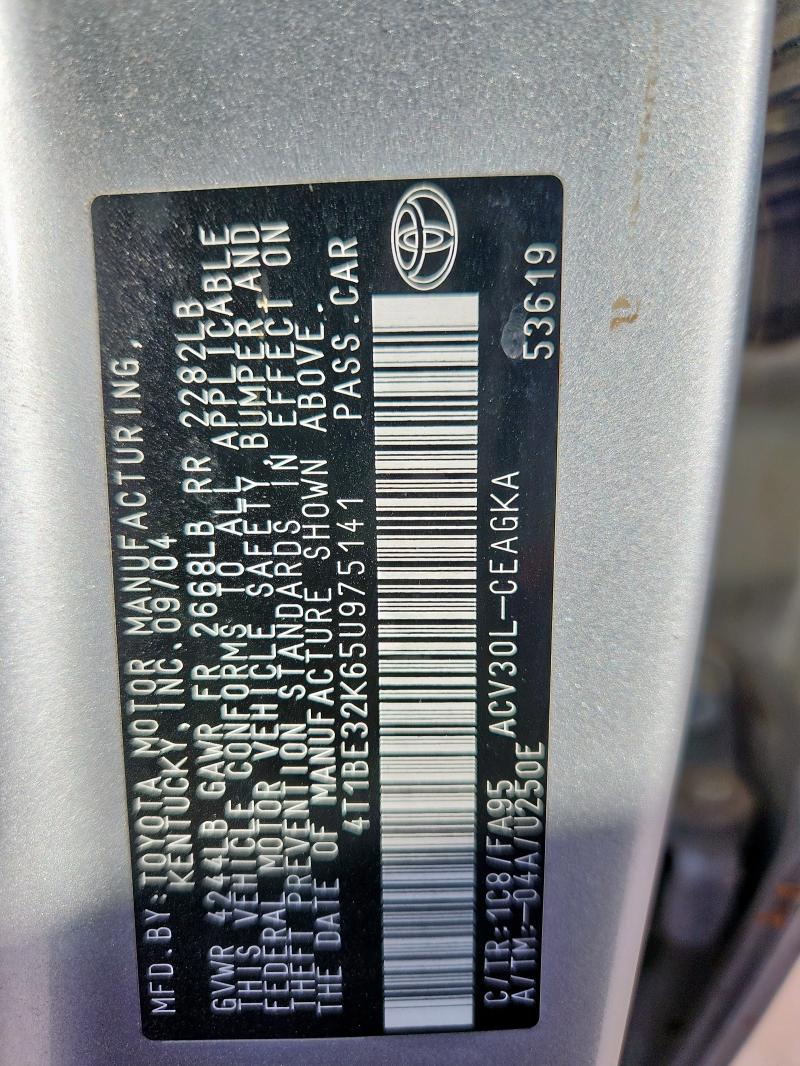 MFD.BY:TOYOTA MOTOR MANUFACTURING,
KENTUCKY, INC.09/04
GVWR 4244LB GAWR FR 2668LB RR 2282LB
THIS VEHICLE CONFORMS TO ALL APPLICABLE
FEDERAL MOTOR VEHICLE SAFETY, BUMPER AND
THEFT PREVENTION STANDARDS IN EFFECT ON
THE DATE OF MANUFACTURE SHOWN ABOVE.
4T1BE32K65U975141 PASS.CAR
C/TR:1C8/FA95 ACV30L-CEAGKA
A/TM:-04A/U250E
53619